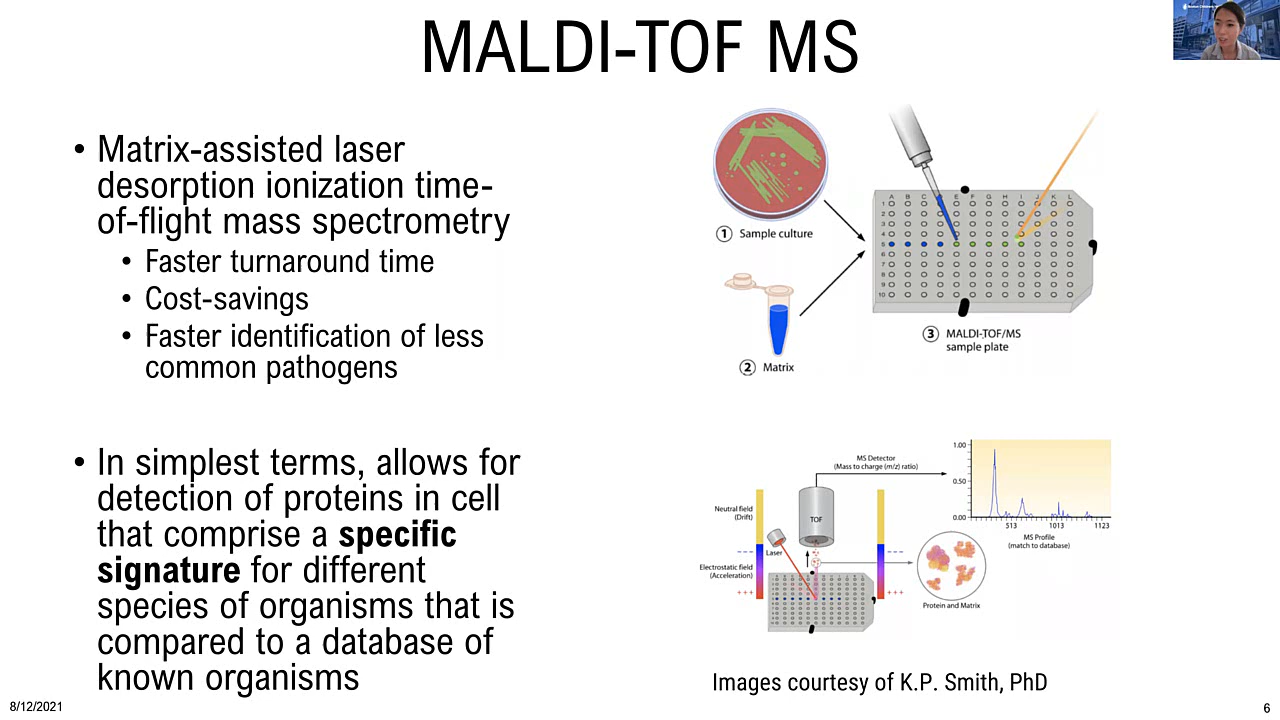 MALDI-TOF MS
• Matrix-assisted laser
desorption ionization time-
of-flight mass spectrometry
• Faster turnaround time
• Cost-savings
• Faster identification of less
common pathogens
• In simplest terms, allows for
detection of proteins in cell
that comprise a specific
signature for different
species of organisms that is
compared to a database of
known organisms
1 Sample culture
2 Matrix
A B C D E F G H I J K L
1
2
3
4
5
6
7
8
9
10
3 MALDI-TOF/MS
sample plate
MS Detector
(Mass to charge (m/z) ratio)
1.00
0.50
0.00
513 1013 1123
MS Profile
(match to database)
Neutral field
(Drift)
TOF
Laser
Electrostatic field
(Acceleration)
---
---
+++
+++
Protein and Matrix
Images courtesy of K.P. Smith, PhD
8/12/2021
6